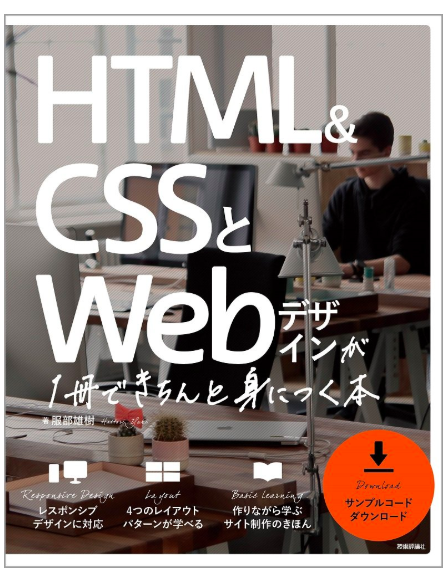 HTML&
CSSと
Webデザインが
1冊できちんと身につく本
著 服部雄樹 Hattori Yuki
Responsive Design
レスポンシブ
デザインに対応
Layout
4つのレイアウト
パターンが学べる
Basic learning
作りながら学ぶ
サイト制作のきほん
Download
サンプルコード
ダウンロード
技術評論社